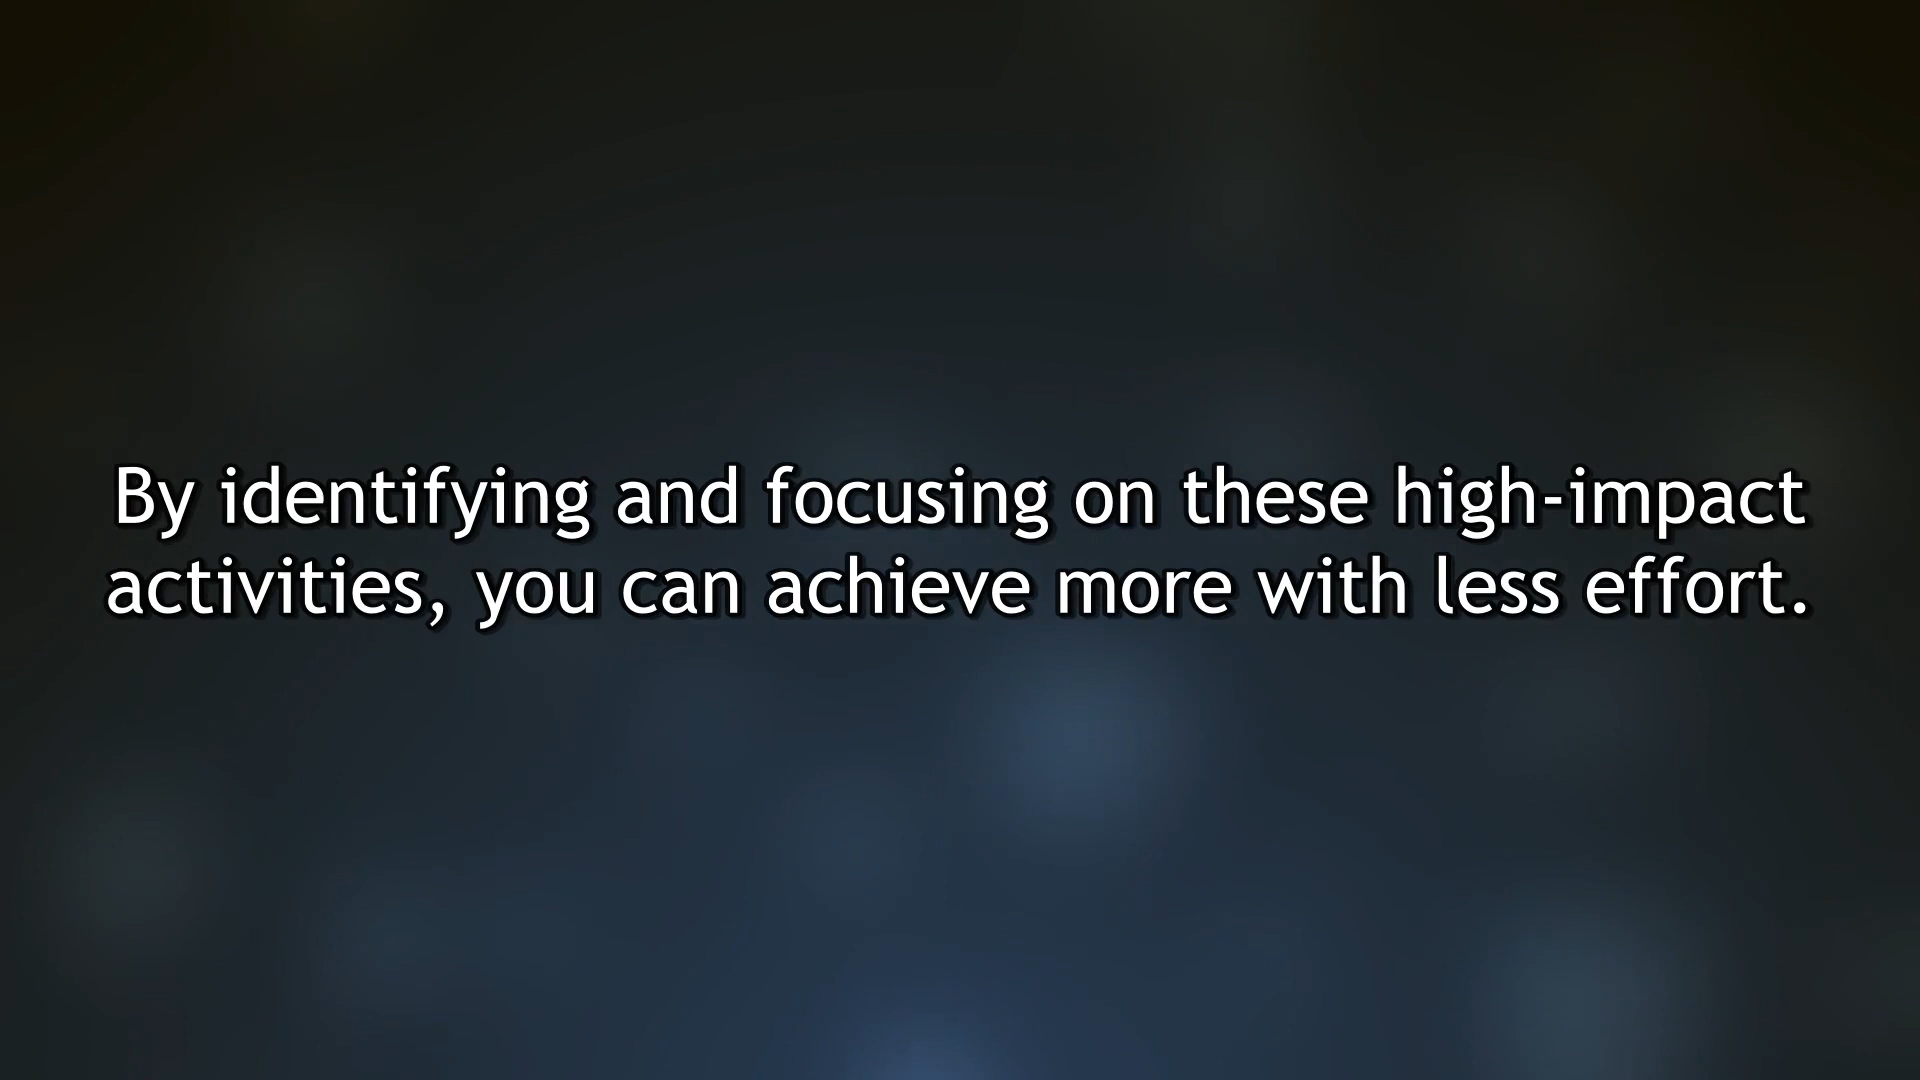 By identifying and focusing on these high-impact
activities, you can achieve more with less effort.